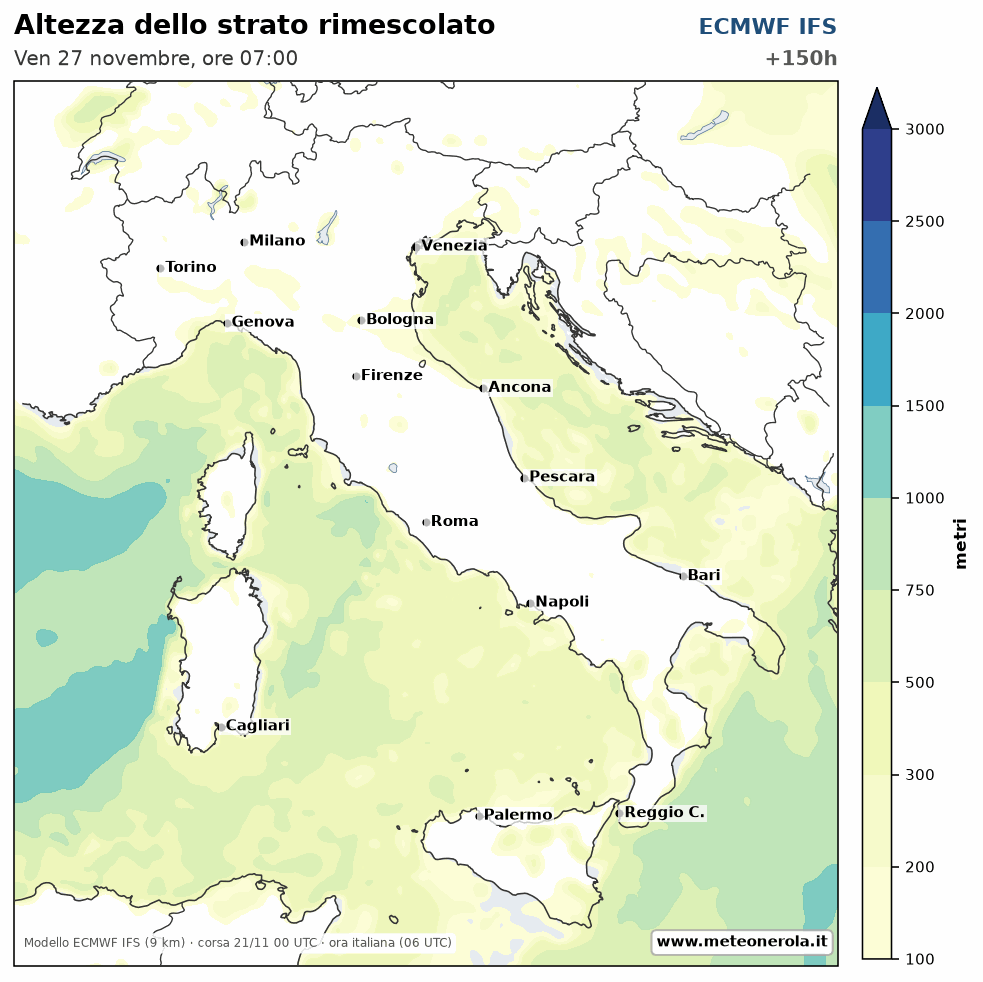 Altezza dello strato rimescolato
ECMWF IFS
Ven 27 novembre, ore 07:00
+150h
Milano
Venezia
Torino
Genova
Bologna
Firenze
Ancona
Pescara
Roma
Bari
Napoli
Cagliari
Palermo
Reggio C.
3000
2500
2000
1500
1000
750
500
300
200
100
metri
Modello ECMWF IFS (9 km) · corsa 21/11 00 UTC · ora italiana (06 UTC)
www.meteonerola.it